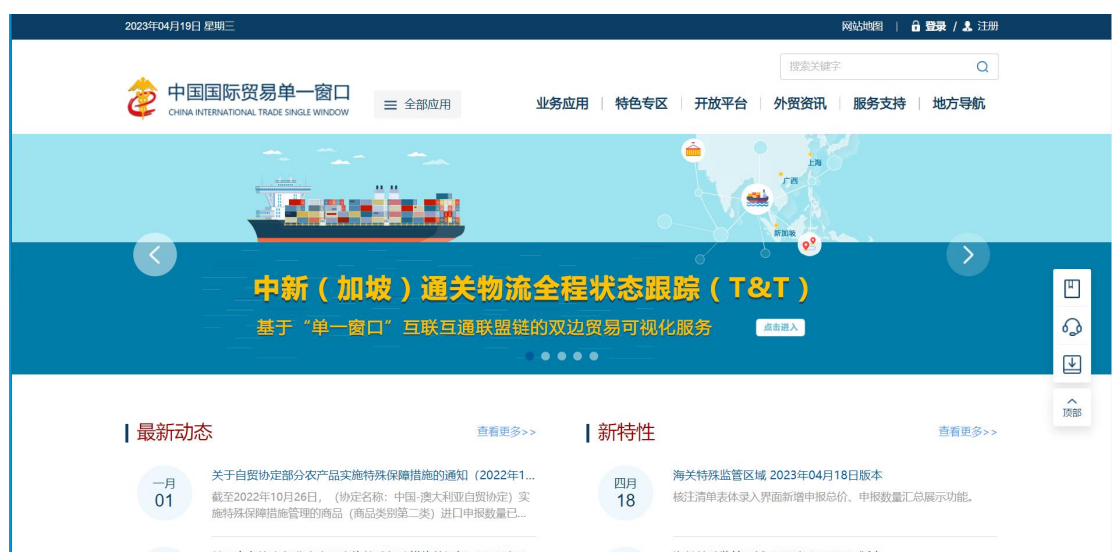 2023年04月19日 星期三
网站地图 | 登录 / 注册
搜索关键字
中国国际贸易单一窗口
CHINA INTERNATIONAL TRADE SINGLE WINDOW
全部应用
业务应用 | 特色专区 | 开放平台 | 外贸资讯 | 服务支持 | 地方导航
上海
广西
新加坡
中新（加坡）通关物流全程状态跟踪（T&T）
基于“单一窗口”互联互通联盟链的双边贸易可视化服务
点击进入
顶部
最新动态
查看更多>>
一月
01
关于自贸协定部分农产品实施特殊保障措施的通知（2022年1...
截至2022年10月26日，（协定名称：中国-澳大利亚自贸协定）实
施特殊保障措施管理的商品（商品类别第二类）进口申报数量已...
新特性
查看更多>>
四月
18
海关特殊监管区域 2023年04月18日版本
核注清单表体录入界面新增申报总价、申报数量汇总展示功能。